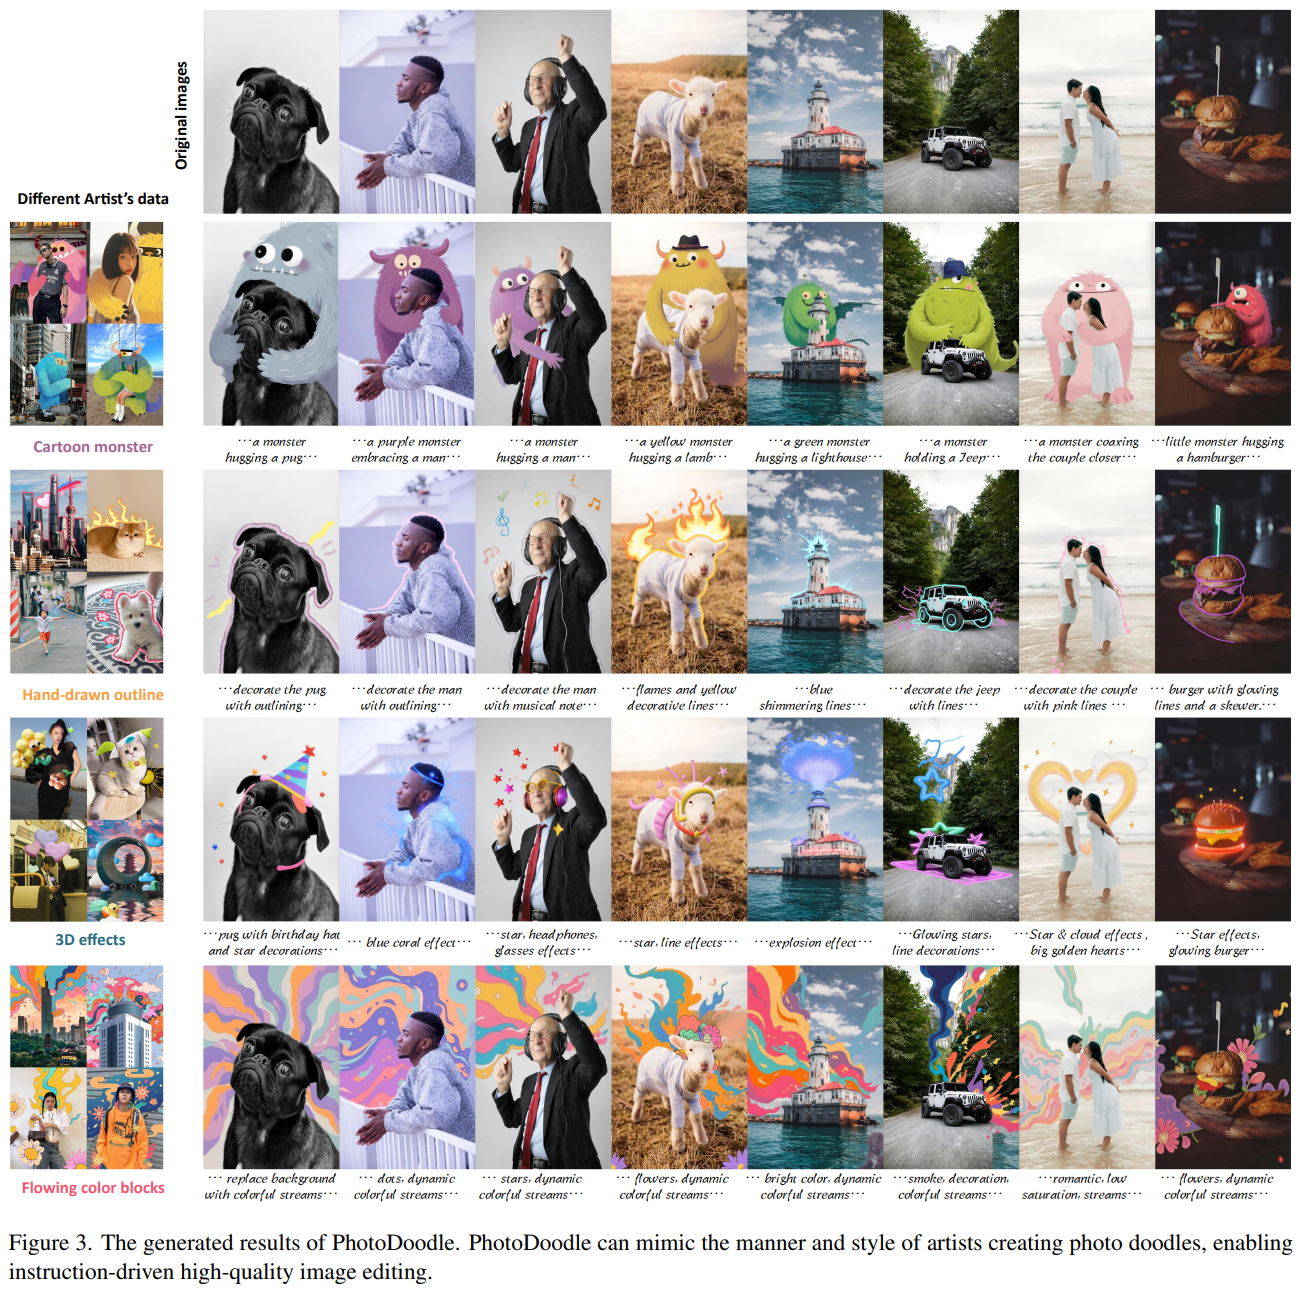 Original images
Different Artist's data
Cartoon monster
···a monster
hugging a pug···
···a purple monster
embracing a man···
···a monster
hugging a man···
···a yellow monster
hugging a lamb···
···a green monster
hugging a lighthouse···
···a monster
holding a Jeep···
···a monster coaxing
the couple closer···
···little monster hugging
a hamburger···
Hand-drawn outline
···decorate the pug
with outlining···
···decorate the man
with outlining···
···decorate the man
with musical note···
···flames and yellow
decorative lines···
···blue
shimmering lines···
···decorate the jeep
with lines···
···decorate the couple
with pink lines ···
··· burger with glowing
lines and a skewer.···
3D effects
···pug with birthday hat
and star decorations···
··· blue coral effect···
···star, headphones,
glasses effects···
···star, line effects···
···explosion effect···
···Glowing stars,
line decorations···
···Star & cloud effects ,
big golden hearts···
···Star effects,
glowing burger···
Flowing color blocks
··· replace background
with colorful streams···
··· dots, dynamic
colorful streams···
··· stars, dynamic
colorful streams···
··· flowers, dynamic
colorful streams···
··· bright color, dynamic
colorful streams···
···smoke, decoration,
colorful streams···
···romantic, low
saturation, streams···
··· flowers, dynamic
colorful streams···
Figure 3. The generated results of PhotoDoodle. PhotoDoodle can mimic the manner and style of artists creating photo doodles, enabling
instruction-driven high-quality image editing.